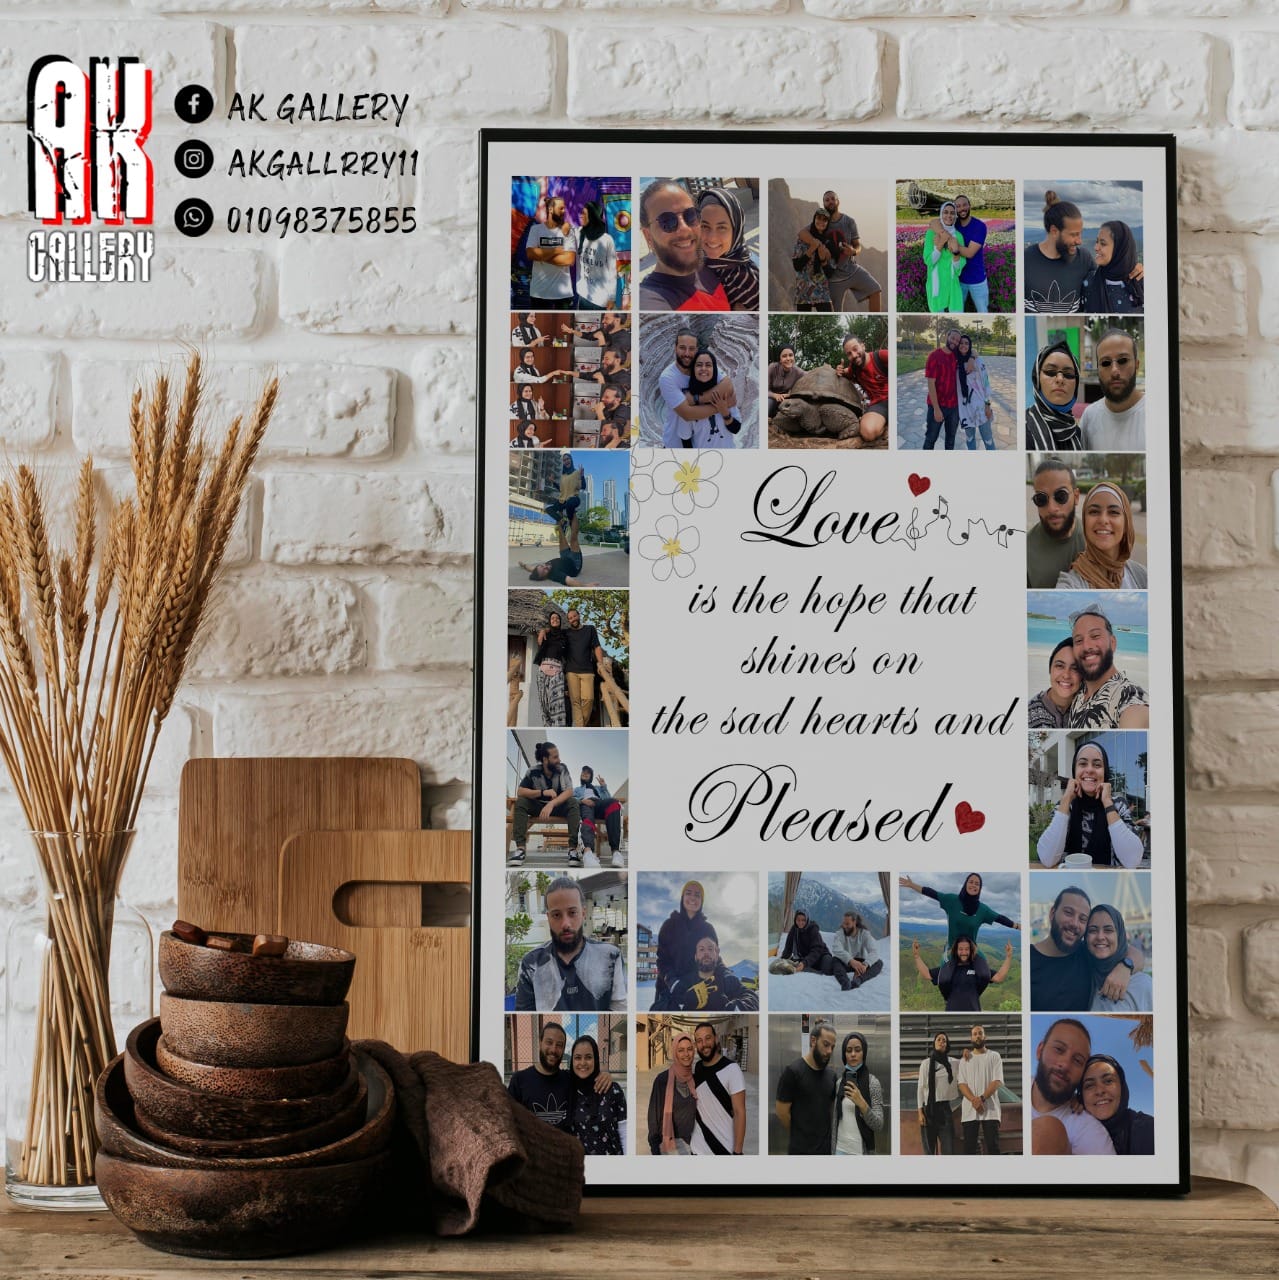 AK
GALLERY
AK GALLERY
AKGALLRRY11
01098375855
Love
is the hope that
shines on
the sad hearts and
Pleased